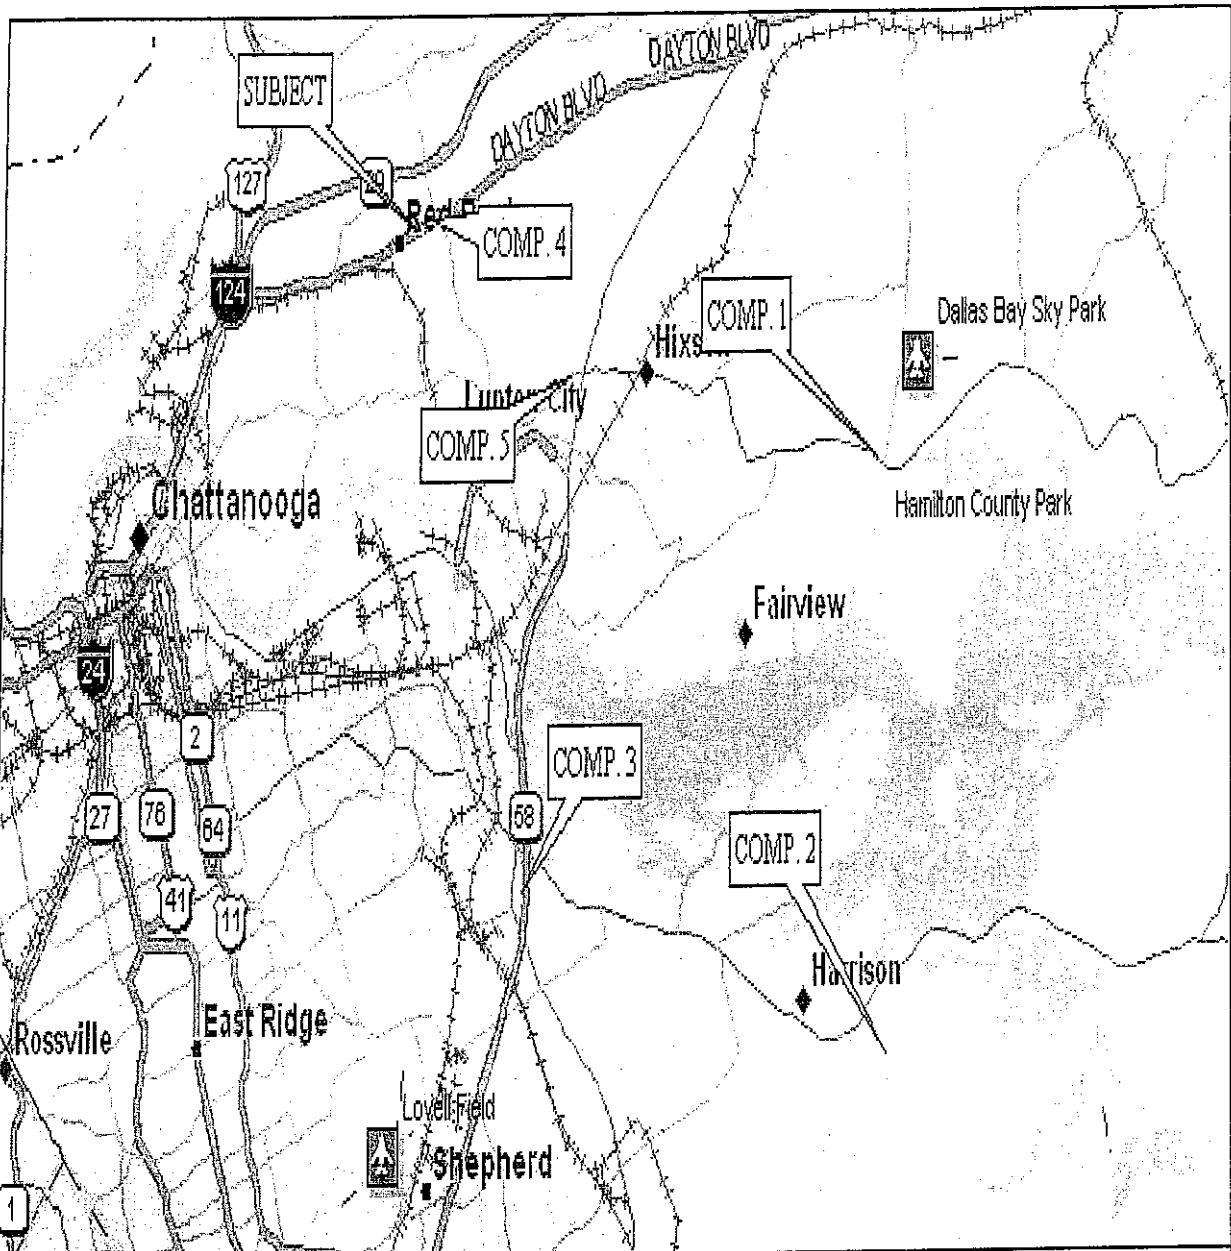 DAYTON BLVD
SUBJECT
DAYTON BLVD
127
29
COMP. 4
124
COMP. 1
Dallas Bay Sky Park
COMP. 5
Chattanooga
Hamilton County Park
Fairview
24
2
COMP. 3
27
76
64
58
COMP. 2
41
11
Harrison
East Ridge
Rossville
Lovell Field
Shepherd
1